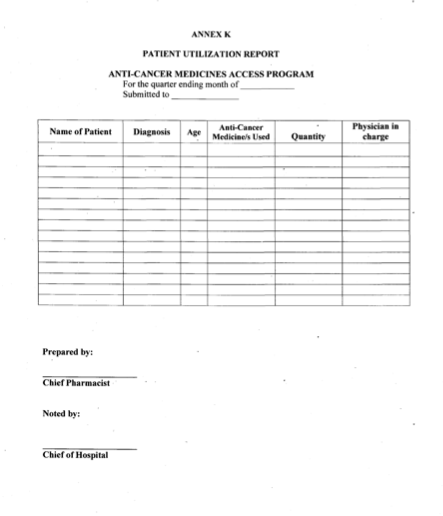 ANNEX K
PATIENT UTILIZATION REPORT
ANTI-CANCER MEDICINES ACCESS PROGRAM
For the quarter ending month of
Submitted to
Name of Patient Diagnosis Age Anti-Cancer Medicine/s Used Quantity Physician in charge
Prepared by:
Chief Pharmacist
Noted by:
Chief of Hospital